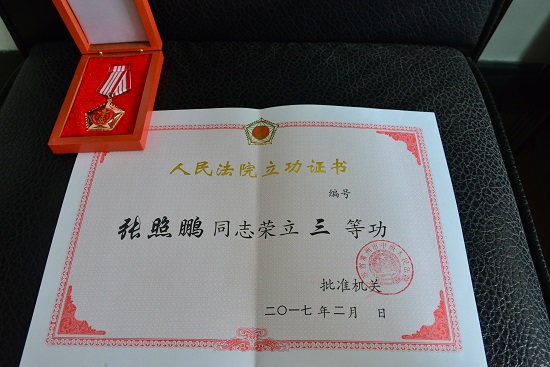 人民法院立功证书
编号
张照鹏同志荣立三等功
批准机关
二〇一七年二月 日